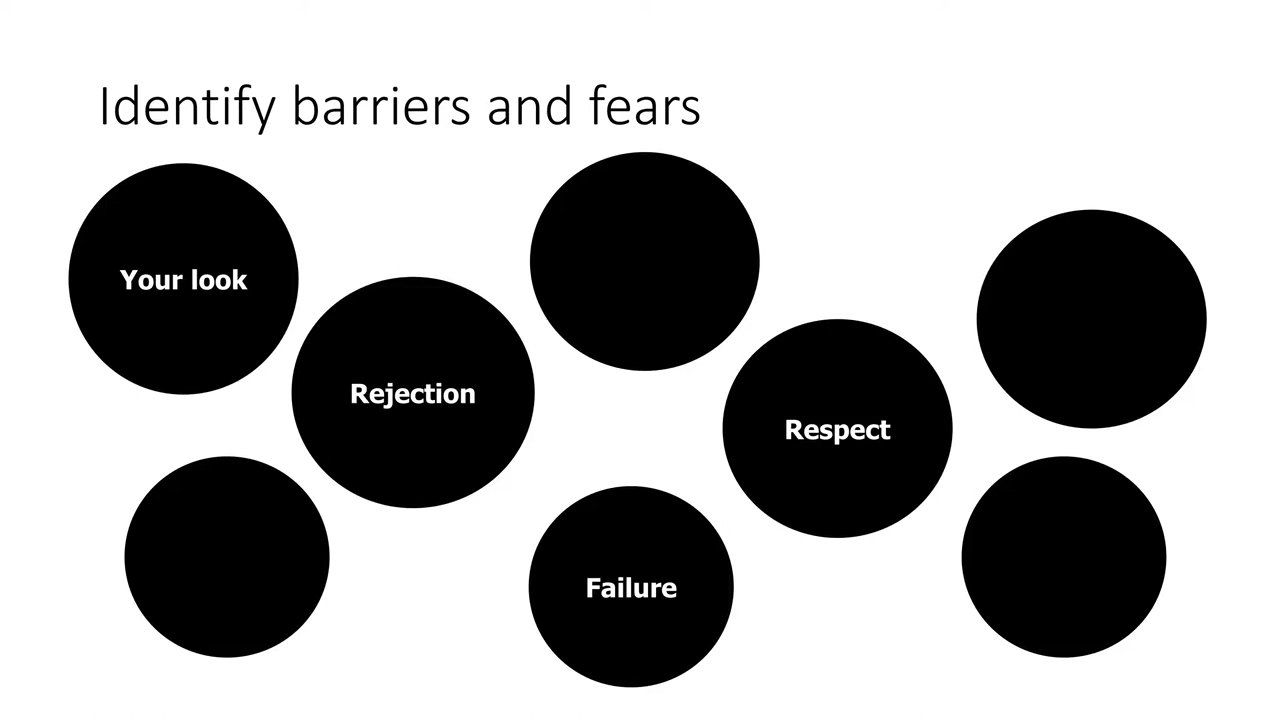 Identify barriers and fears
Your look
Rejection
Respect
Failure